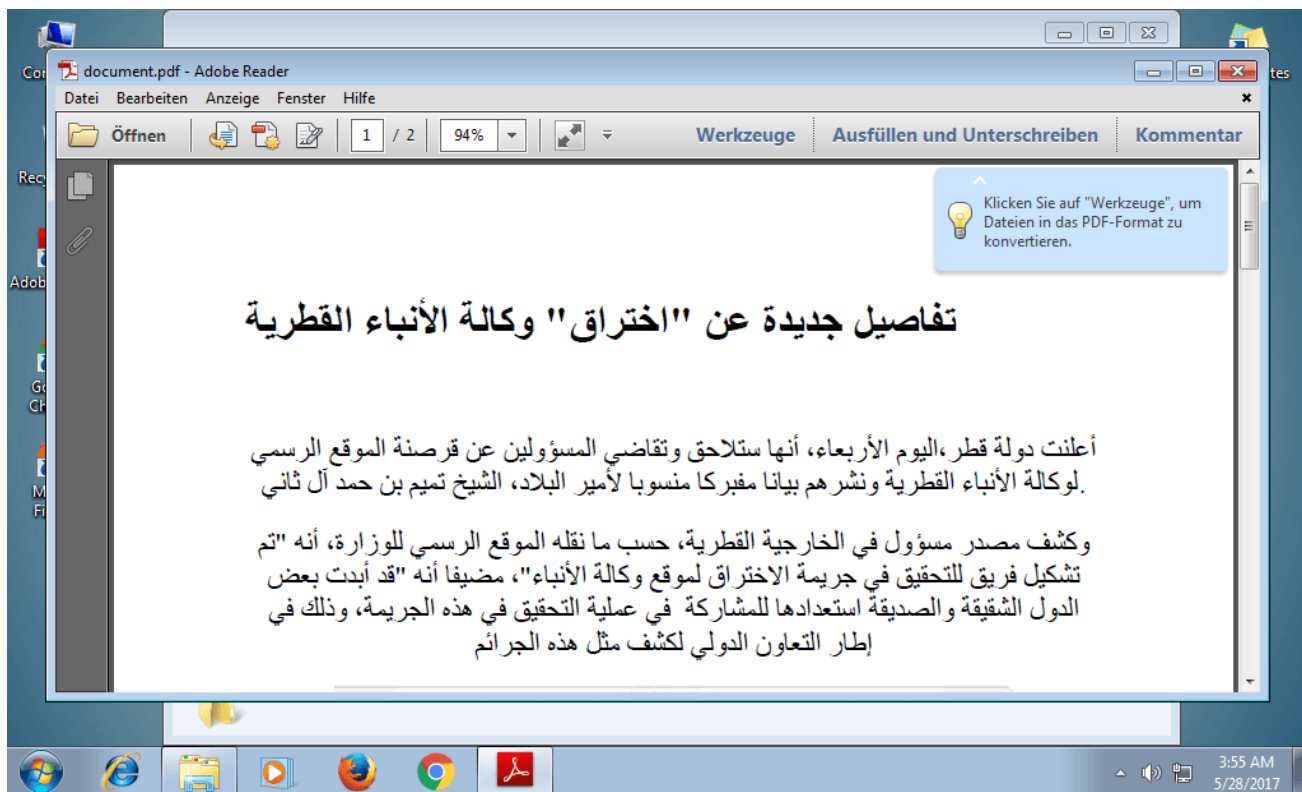 document.pdf - Adobe Reader
Datei Bearbeiten Anzeige Fenster Hilfe
Öffnen 1 / 2 94% Werkzeuge Ausfüllen und Unterschreiben Kommentar
Klicken Sie auf "Werkzeuge", um
Dateien in das PDF-Format zu
konvertieren.
تفاصيل جديدة عن "اختراق" وكالة الأنباء القطرية
أعلنت دولة قطر،اليوم الأربعاء، أنها ستلاحق وتقاضي المسؤولين عن قرصنة الموقع الرسمي
لوكالة الأنباء القطرية ونشرهم بيانا مفبركا منسوبا لأمير البلاد، الشيخ تميم بن حمد آل ثاني.
وكشف مصدر مسؤول في الخارجية القطرية، حسب ما نقله الموقع الرسمي للوزارة، أنه "تم
تشكيل فريق للتحقيق في جريمة الاختراق لموقع وكالة الأنباء"، مضيفا أنه "قد أبدت بعض
الدول الشقيقة والصديقة استعدادها للمشاركة في عملية التحقيق في هذه الجريمة، وذلك في
إطار التعاون الدولي لكشف مثل هذه الجرائم
3:55 AM
5/28/2017